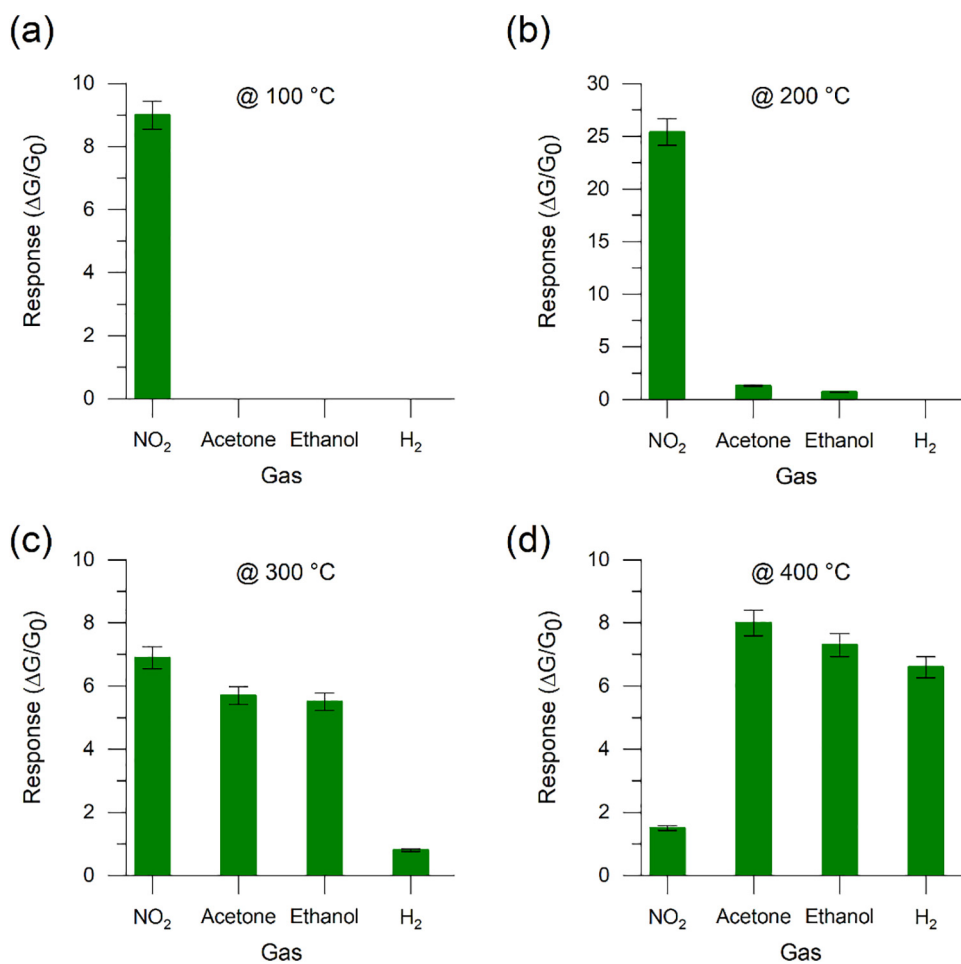 (a)
@ 100 °C
Response (ΔG/G₀)
10
8
6
4
2
0
NO₂ Acetone Ethanol H₂
Gas
(b)
@ 200 °C
Response (ΔG/G₀)
30
25
20
15
10
5
0
NO₂ Acetone Ethanol H₂
Gas
(c)
@ 300 °C
Response (ΔG/G₀)
10
8
6
4
2
0
NO₂ Acetone Ethanol H₂
Gas
(d)
@ 400 °C
Response (ΔG/G₀)
10
8
6
4
2
0
NO₂ Acetone Ethanol H₂
Gas